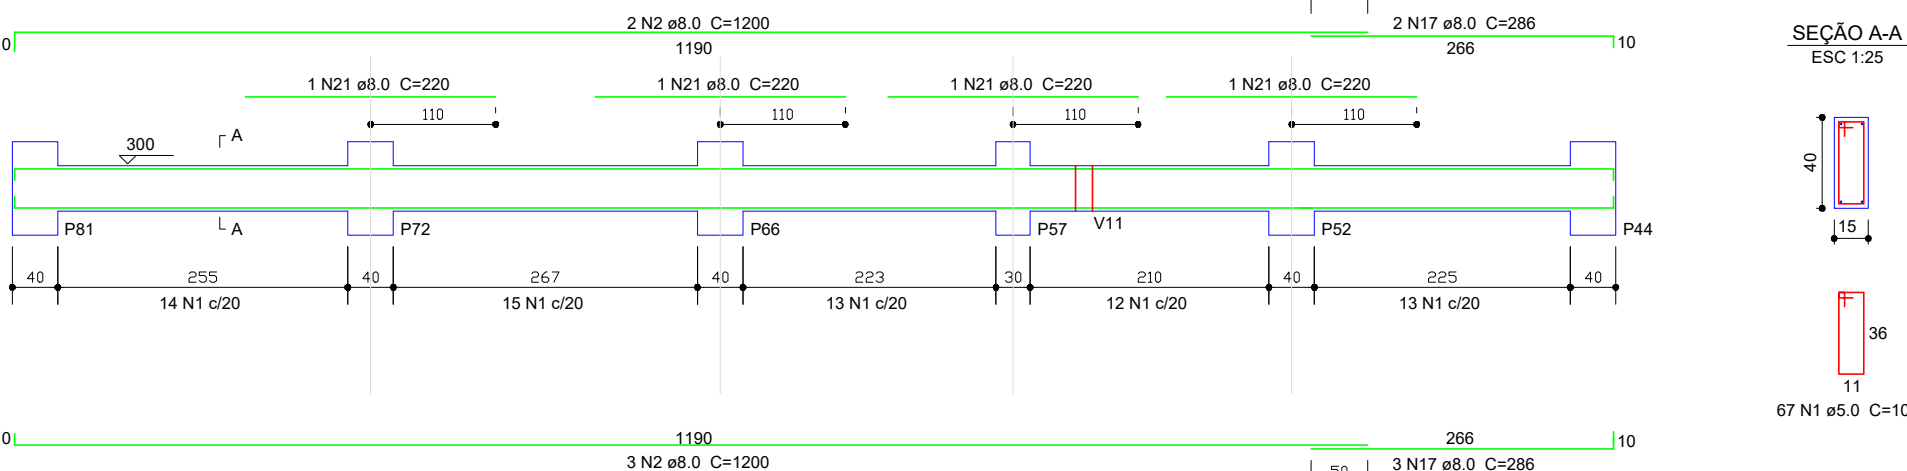 2 N2 ø8.0 C=1200
2 N17 ø8.0 C=286
SEÇÃO A-A
0
1190
266
10
ESC 1:25
1 N21 ø8.0 C=220
1 N21 ø8.0 C=220
1 N21 ø8.0 C=220
1 N21 ø8.0 C=220
110
110
110
110
300
A
40
A
P81
P72
P66
P57
V11
P52
P44
15
40
255
40
267
40
223
30
210
40
225
40
14 N1 c/20
15 N1 c/20
13 N1 c/20
12 N1 c/20
13 N1 c/20
36
11
67 N1 ø5.0 C=10
0
1190
266
10
3 N2 ø8.0 C=1200
50
3 N17 ø8.0 C=286